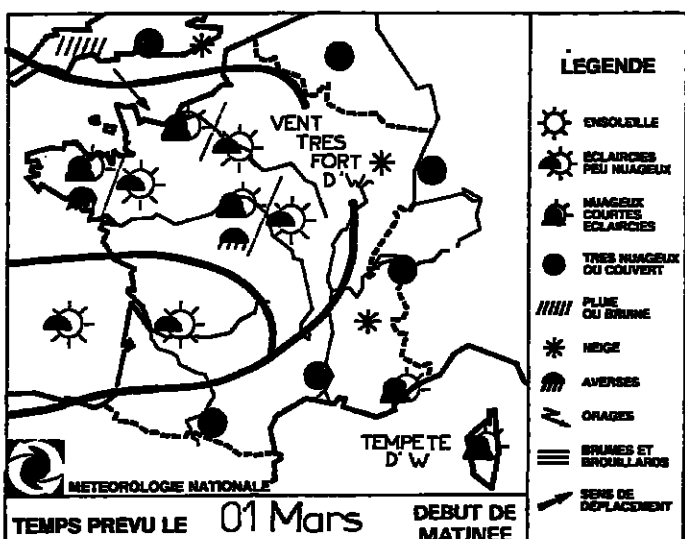 VENT
TRES
FORT
D'W
TEMPETE
D'W
METEOROLOGIE NATIONALE
TEMPS PREVU LE 01 Mars DEBUT DE
MATINEE
LEGENDE
ENSOLEILLE
ECLAIRCIES
PEU NUAGEUX
NUAGEUX
COURTES
ECLAIRCIES
TRES NUAGEUX
OU COUVERT
PLUIE
OU BRUINE
NEIGE
AVERSES
ORAGES
BRUMES ET
BROUILLARDS
SENS DE
DEPLACEMENT